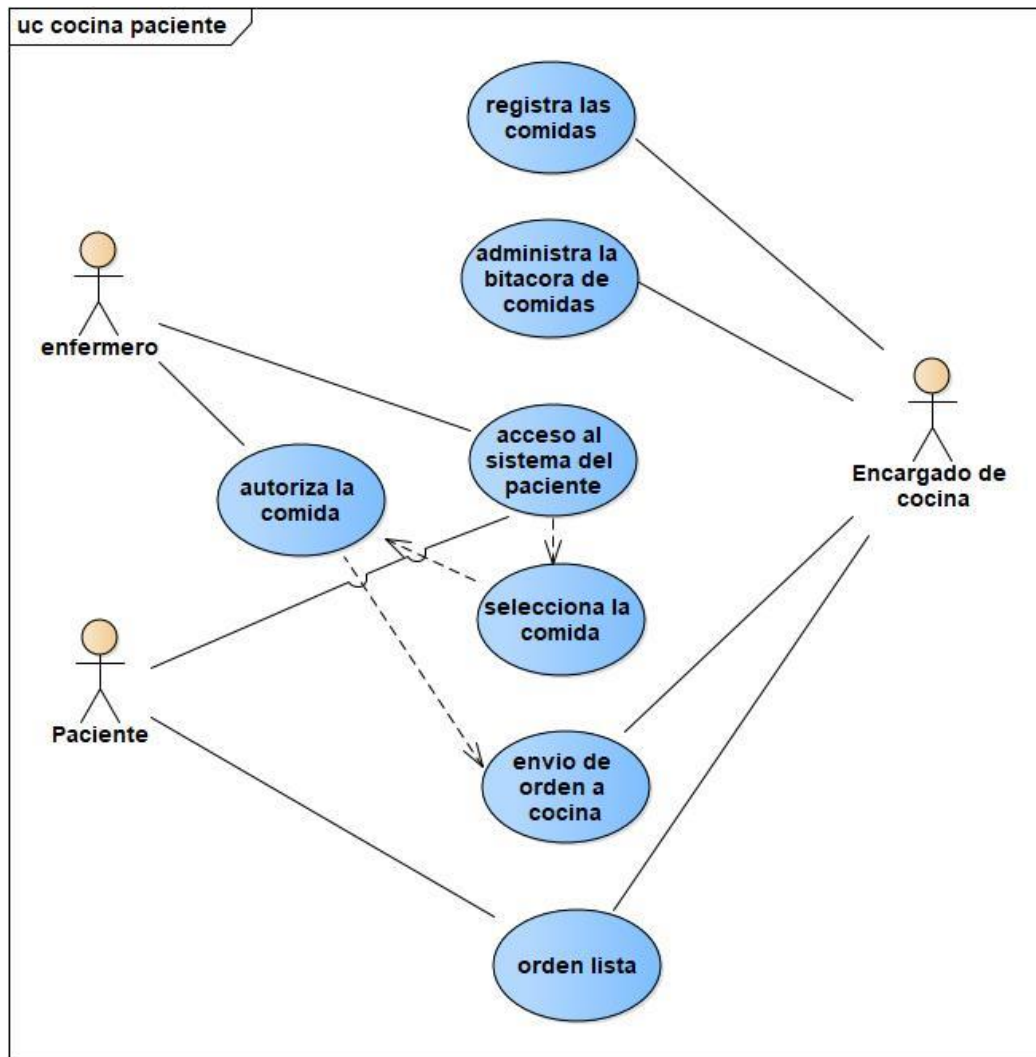 uc cocina paciente
registra las
comidas
administra la
bitacora de
comidas
enfermero
acceso al
sistema del
paciente
autoriza la
comida
Encargado de
cocina
selecciona la
comida
Paciente
envio de
orden a
cocina
orden lista